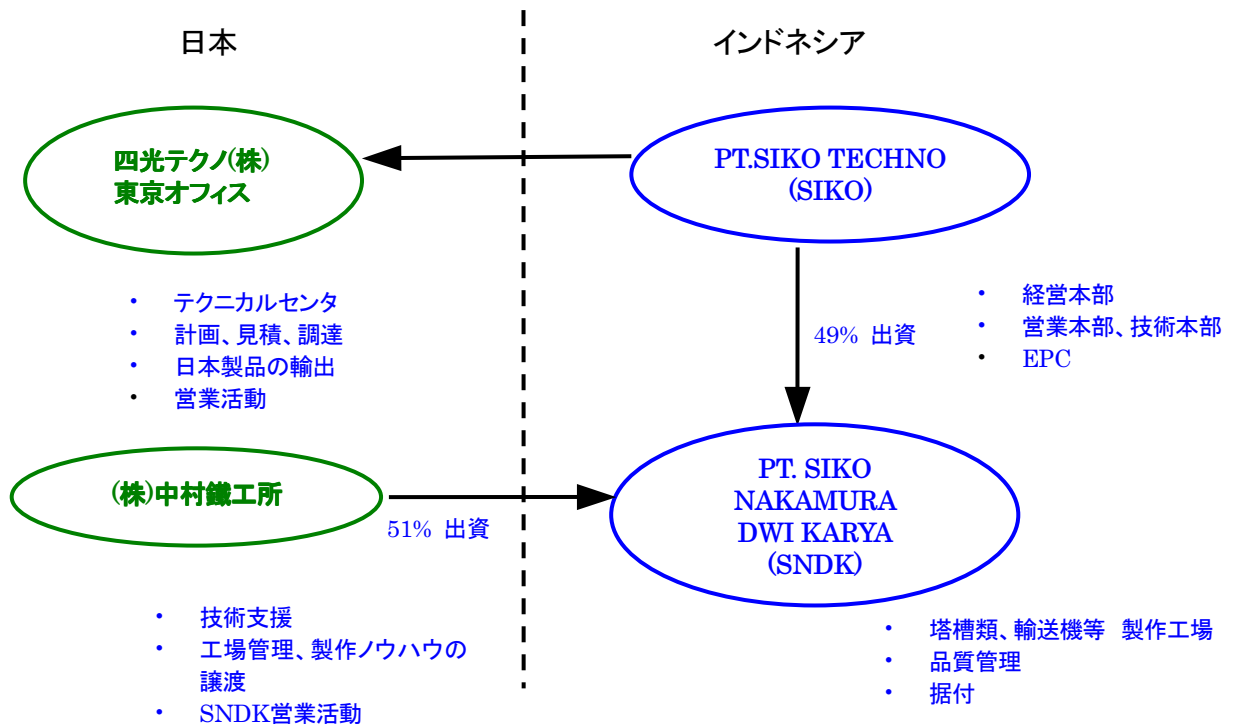 日本
インドネシア
四光テクノ(株)
東京オフィス
PT.SIKO TECHNO
(SIKO)
・ テクニカルセンタ
・ 計画、見積、調達
・ 日本製品の輸出
・ 営業活動
49% 出資
・ 経営本部
・ 営業本部、技術本部
・ EPC
(株)中村鐵工所
51% 出資
PT. SIKO
NAKAMURA
DWI KARYA
(SNDK)
・ 技術支援
・ 工場管理、製作ノウハウの
譲渡
・ SNDK営業活動
・ 塔槽類、輸送機等 製作工場
・ 品質管理
・ 据付